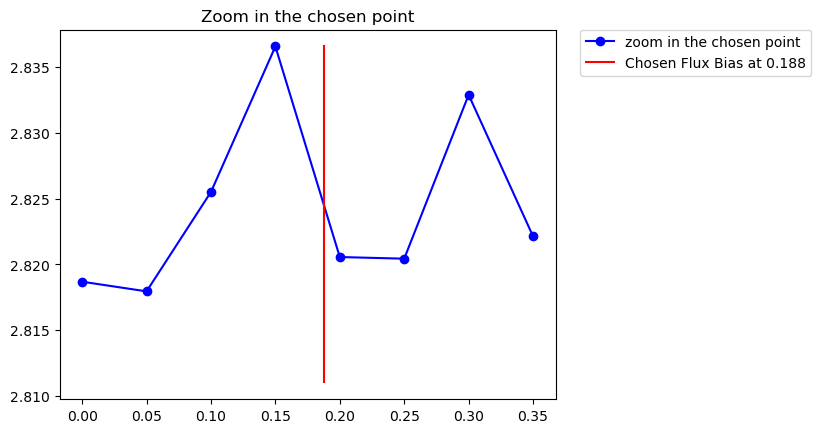 Zoom in the chosen point
zoom in the chosen point
Chosen Flux Bias at 0.188
2.835
2.830
2.825
2.820
2.815
2.810
0.00 0.05 0.10 0.15 0.20 0.25 0.30 0.35